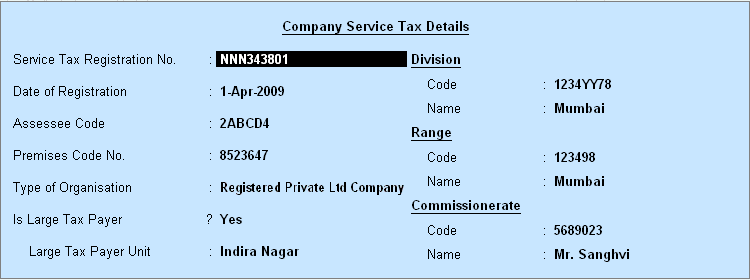 Company Service Tax Details
Service Tax Registration No. : NNN343801
Date of Registration : 1-Apr-2009
Assessee Code : 2ABCD4
Premises Code No. : 8523647
Type of Organisation : Registered Private Ltd Company
Is Large Tax Payer ? Yes
Large Tax Payer Unit : Indira Nagar
Division
Code : 1234YY78
Name : Mumbai
Range
Code : 123498
Name : Mumbai
Commissionerate
Code : 5689023
Name : Mr. Sanghvi